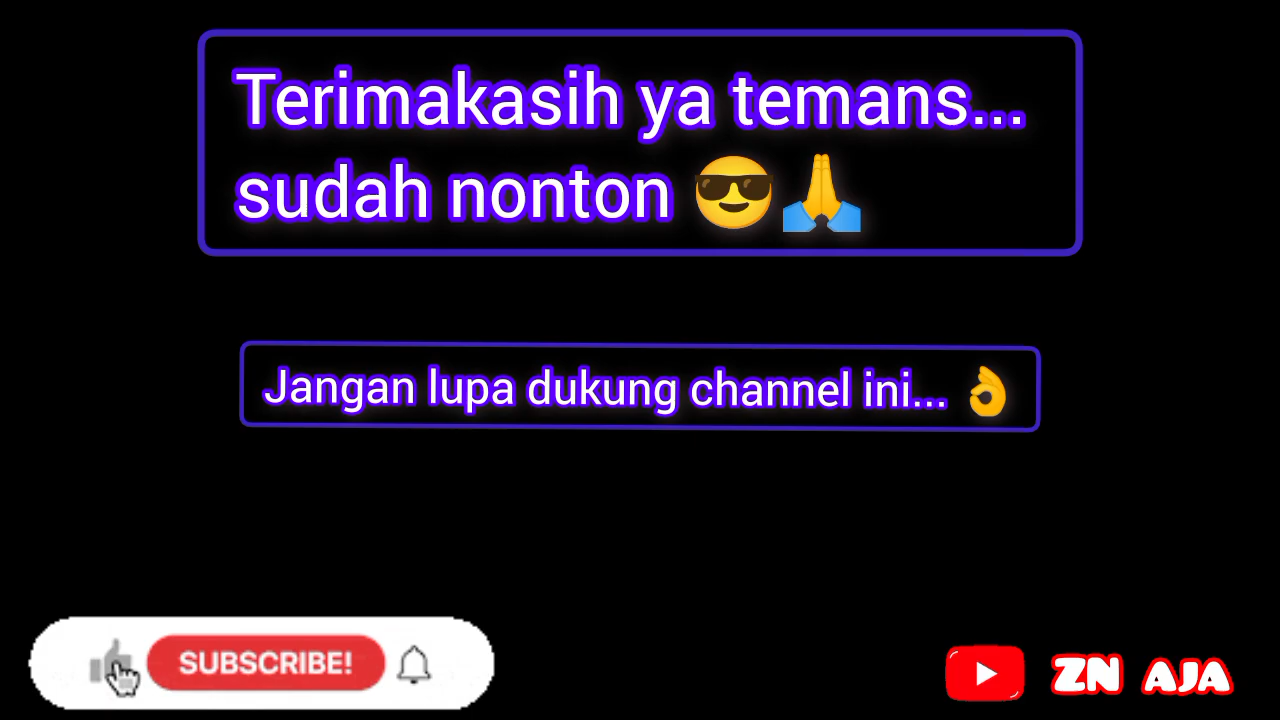 Terimakasih ya temans...
sudah nonton 😎🙏
Jangan lupa dukung channel ini... 👌
SUBSCRIBE!
ZN AJA